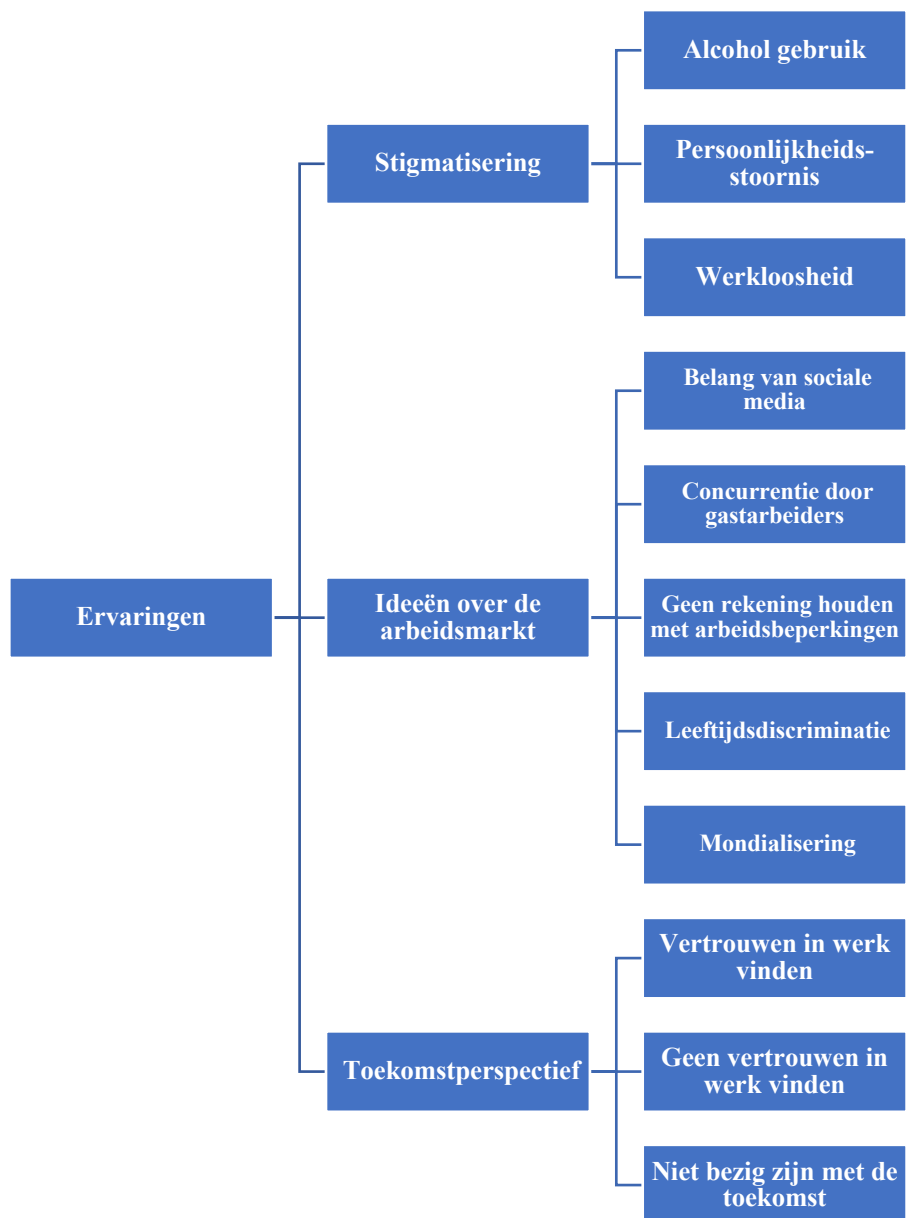 Ervaringen
Stigmatisering
Alcohol gebruik
Persoonlijkheids-
stoornis
Werkloosheid
Ideeën over de
arbeidsmarkt
Belang van sociale
media
Concurrentie door
gastarbeiders
Geen rekening houden
met arbeidsbeperkingen
Leeftijdsdiscriminatie
Mondialisering
Toekomstperspectief
Vertrouwen in werk
vinden
Geen vertrouwen in
werk vinden
Niet bezig zijn met de
toekomst